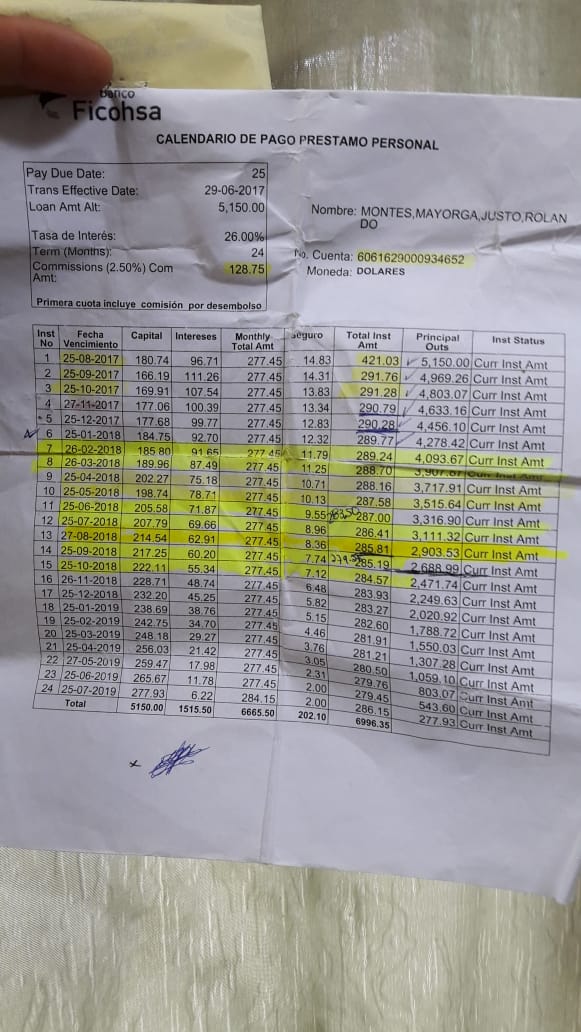 Banco
Ficohsa
CALENDARIO DE PAGO PRESTAMO PERSONAL
Pay Due Date: 25
Trans Effective Date: 29-06-2017
Loan Amt Alt: 5,150.00
Tasa de Interés: 26.00%
Term (Months): 24
Commissions (2.50%) Com Amt: 128.75
Primera cuota incluye comisión por desembolso
Nombre: MONTES,MAYORGA,JUSTO,ROLAN
DO
No. Cuenta: 6061629000934652
Moneda: DOLARES
Inst No Fecha Vencimiento Capital Intereses Monthly Total Amt Seguro Total Inst Amt Principal Outs Inst Status
1 25-08-2017 180.74 96.71 277.45 14.83 421.03 5,150.00 Curr Inst Amt
2 25-09-2017 166.19 111.26 277.45 14.31 291.76 4,969.26 Curr Inst Amt
3 25-10-2017 169.91 107.54 277.45 13.83 291.28 4,803.07 Curr Inst Amt
4 27-11-2017 177.06 100.39 277.45 13.34 290.79 4,633.16 Curr Inst Amt
5 25-12-2017 177.68 99.77 277.45 12.83 290.28 4,456.10 Curr Inst Amt
6 25-01-2018 184.75 92.70 277.45 12.32 289.77 4,278.42 Curr Inst Amt
7 26-02-2018 185.80 91.65 277.45 11.79 289.24 4,093.67 Curr Inst Amt
8 26-03-2018 189.96 87.49 277.45 11.25 288.70 3,907.87 Curr Inst Amt
9 25-04-2018 202.27 75.18 277.45 10.71 288.16 3,717.91 Curr Inst Amt
10 25-05-2018 198.74 78.71 277.45 10.13 287.58 3,515.64 Curr Inst Amt
11 25-06-2018 205.58 71.87 277.45 9.55 287.00 3,316.90 Curr Inst Amt
12 25-07-2018 207.79 69.66 277.45 8.96 286.41 3,111.32 Curr Inst Amt
13 27-08-2018 214.54 62.91 277.45 8.36 285.81 2,903.53 Curr Inst Amt
14 25-09-2018 217.25 60.20 277.45 7.74 285.19 2,688.99 Curr Inst Amt
15 25-10-2018 222.11 55.34 277.45 7.12 284.57 2,471.74 Curr Inst Amt
16 26-11-2018 228.71 48.74 277.45 6.48 283.93 2,249.63 Curr Inst Amt
17 25-12-2018 232.20 45.25 277.45 5.82 283.27 2,020.92 Curr Inst Amt
18 25-01-2019 238.69 38.76 277.45 5.15 282.60 1,788.72 Curr Inst Amt
19 25-02-2019 242.75 34.70 277.45 4.46 281.91 1,550.03 Curr Inst Amt
20 25-03-2019 248.18 29.27 277.45 3.76 281.21 1,307.28 Curr Inst Amt
21 25-04-2019 256.03 21.42 277.45 3.05 280.50 1,059.10 Curr Inst Amt
22 27-05-2019 259.47 17.98 277.45 2.31 279.76 803.07 Curr Inst Amt
23 25-06-2019 265.67 11.78 277.45 2.00 279.45 543.60 Curr Inst Amt
24 25-07-2019 277.93 6.22 284.15 2.00 286.15 277.93 Curr Inst Amt
Total 5150.00 1515.50 6665.50 202.10 6996.35